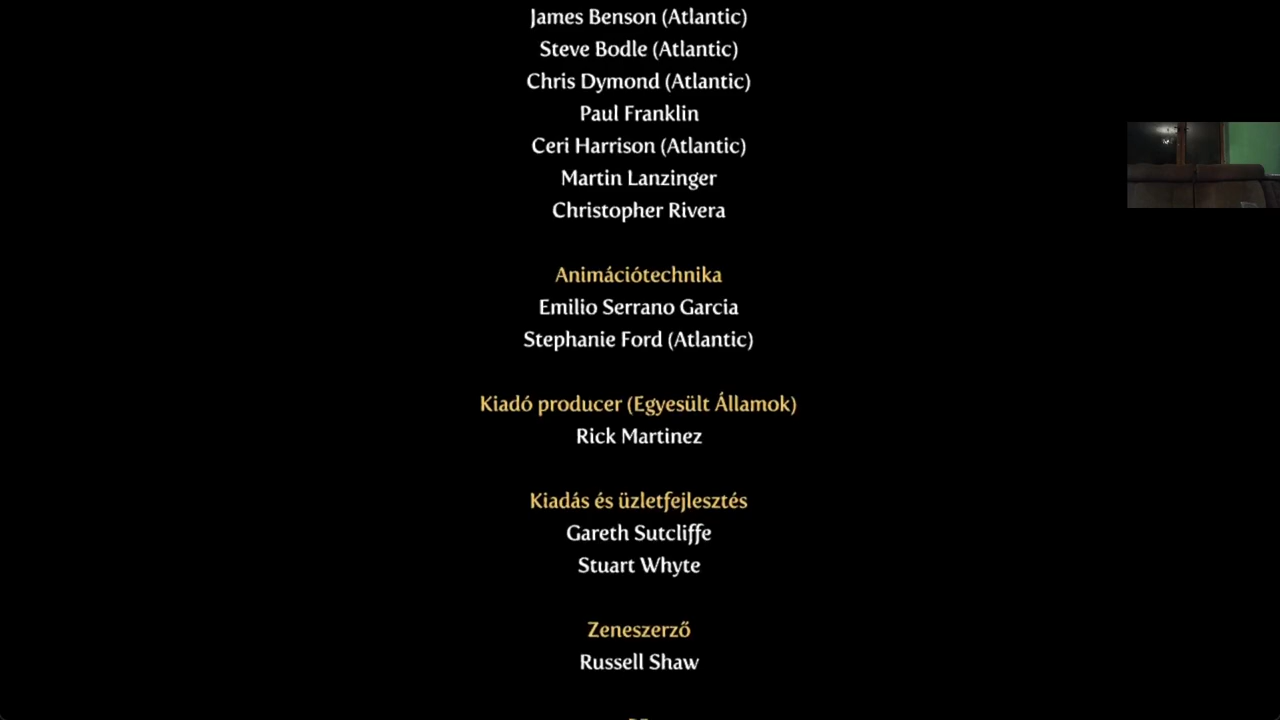 James Benson (Atlantic)
Steve Bodle (Atlantic)
Chris Dymond (Atlantic)
Paul Franklin
Ceri Harrison (Atlantic)
Martin Lanzinger
Christopher Rivera
Animációtechnika
Emilio Serrano Garcia
Stephanie Ford (Atlantic)
Kiadó producer (Egyesült Államok)
Rick Martinez
Kiadás és üzletfejlesztés
Gareth Sutcliffe
Stuart Whyte
Zeneszerző
Russell Shaw